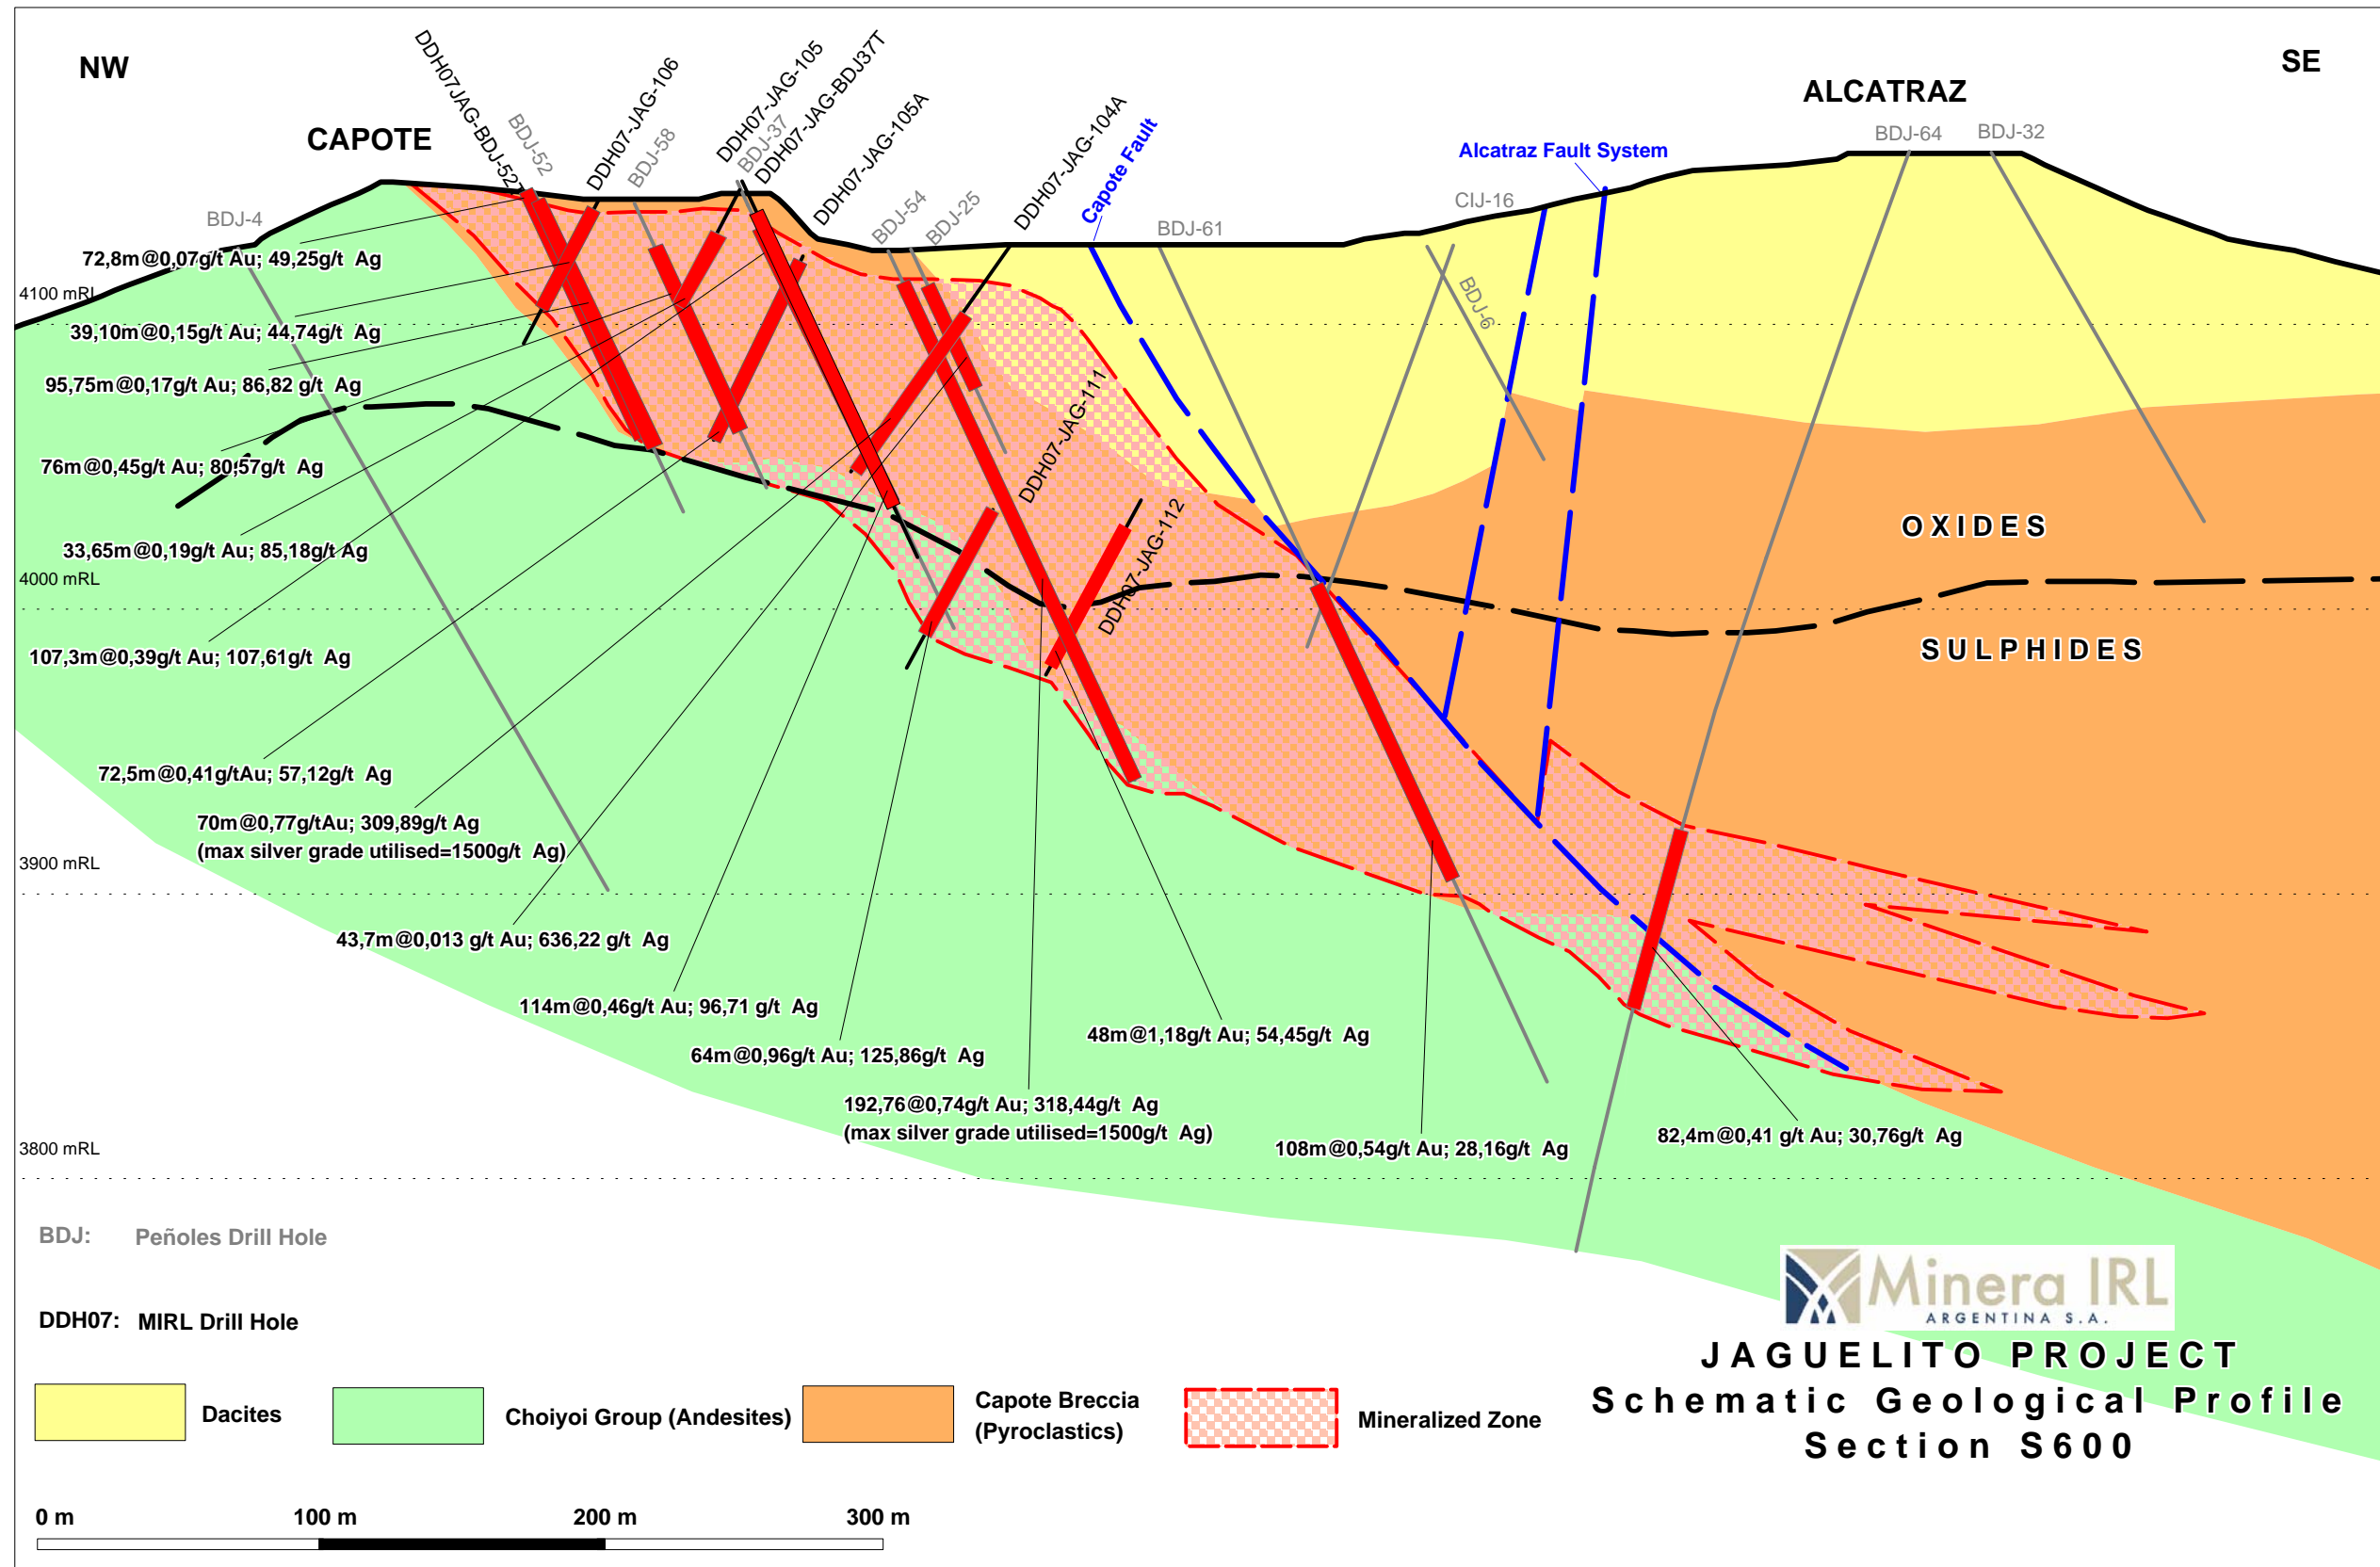 NW
SE
CAPOTE
ALCATRAZ
DDH07JAG-BDJ-52T
BDJ-52
DDH07-JAG-106
BDJ-58
DDH07-JAG-105
BDJ-37
DDH07-JAG-BDJ37T
DDH07-JAG-105A
BDJ-54
BDJ-25
DDH07-JAG-104A
Capote Fault
BDJ-61
Alcatraz Fault System
CIJ-16
BDJ-6
BDJ-64
BDJ-32
BDJ-4
72,8m@0,07g/t Au; 49,25g/t Ag
4100 mRL
39,10m@0,15g/t Au; 44,74g/t Ag
95,75m@0,17g/t Au; 86,82 g/t Ag
76m@0,45g/t Au; 80,57g/t Ag
DDH07-JAG-111
DDH07-JAG-112
OXIDES
33,65m@0,19g/t Au; 85,18g/t Ag
4000 mRL
SULPHIDES
107,3m@0,39g/t Au; 107,61g/t Ag
72,5m@0,41g/tAu; 57,12g/t Ag
70m@0,77g/tAu; 309,89g/t Ag
(max silver grade utilised=1500g/t Ag)
3900 mRL
43,7m@0,013 g/t Au; 636,22 g/t Ag
114m@0,46g/t Au; 96,71 g/t Ag
48m@1,18g/t Au; 54,45g/t Ag
64m@0,96g/t Au; 125,86g/t Ag
192,76@0,74g/t Au; 318,44g/t Ag
(max silver grade utilised=1500g/t Ag)
108m@0,54g/t Au; 28,16g/t Ag
82,4m@0,41 g/t Au; 30,76g/t Ag
3800 mRL
BDJ: Peñoles Drill Hole
DDH07: MIRL Drill Hole
Minera IRL
ARGENTINA S.A.
JAGUELITO PROJECT
Schematic Geological Profile
Section S600
Dacites
Choiyoi Group (Andesites)
Capote Breccia
(Pyroclastics)
Mineralized Zone
0 m 100 m 200 m 300 m